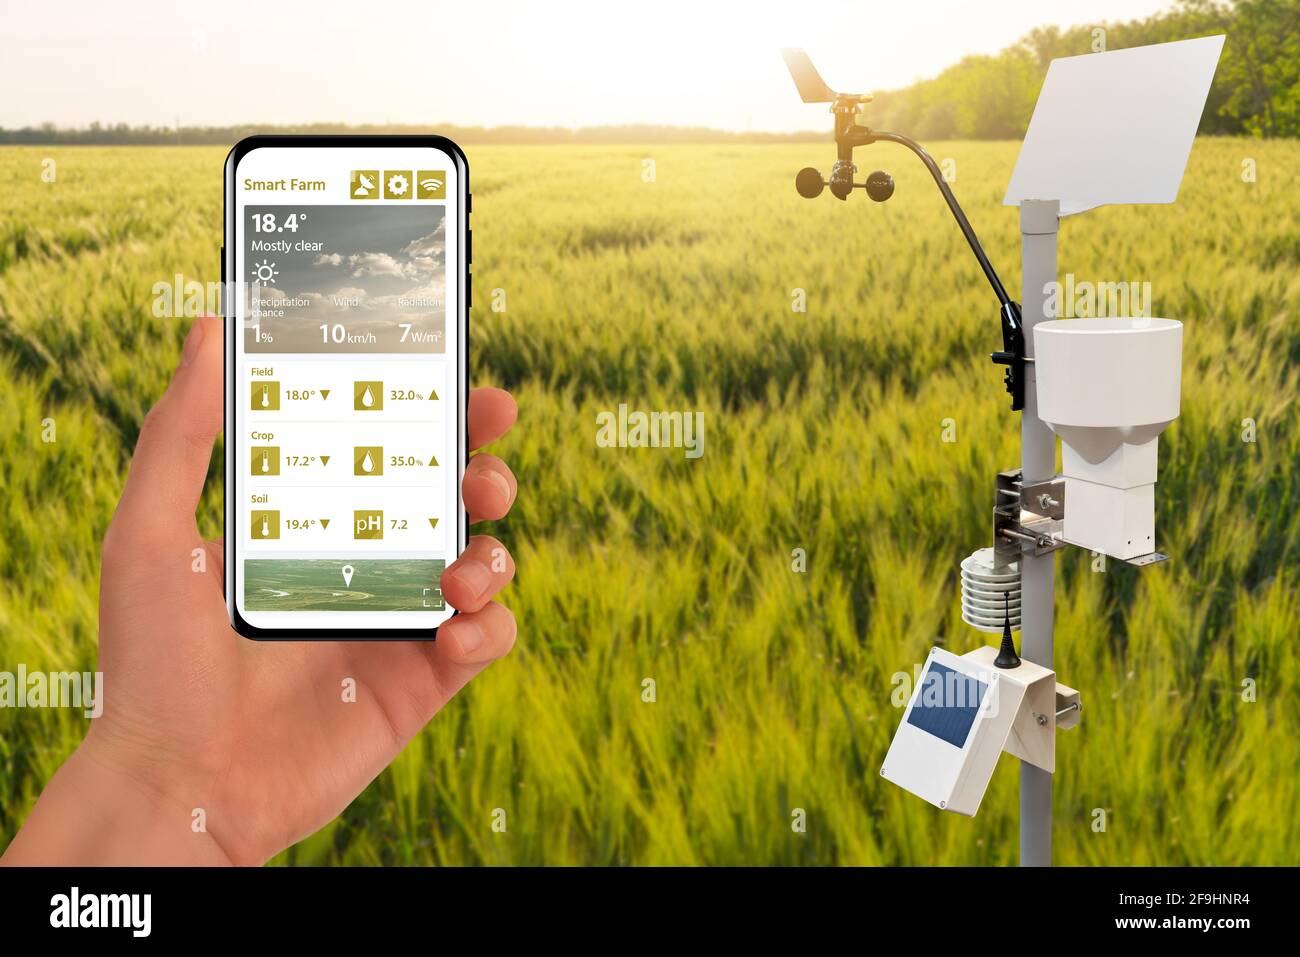 Smart Farm
18.4°
Mostly clear
Precipitation chance
Wind
Radiation
1%
10 km/h
7 W/m²
Field
18.0° ▼ 32.0% ▲
Crop
17.2° ▼ 35.0% ▲
Soil
19.4° ▼ pH 7.2 ▼
alamy
alamy
alamy
alamy
Image ID: 2F9HNR4
www.alamy.com